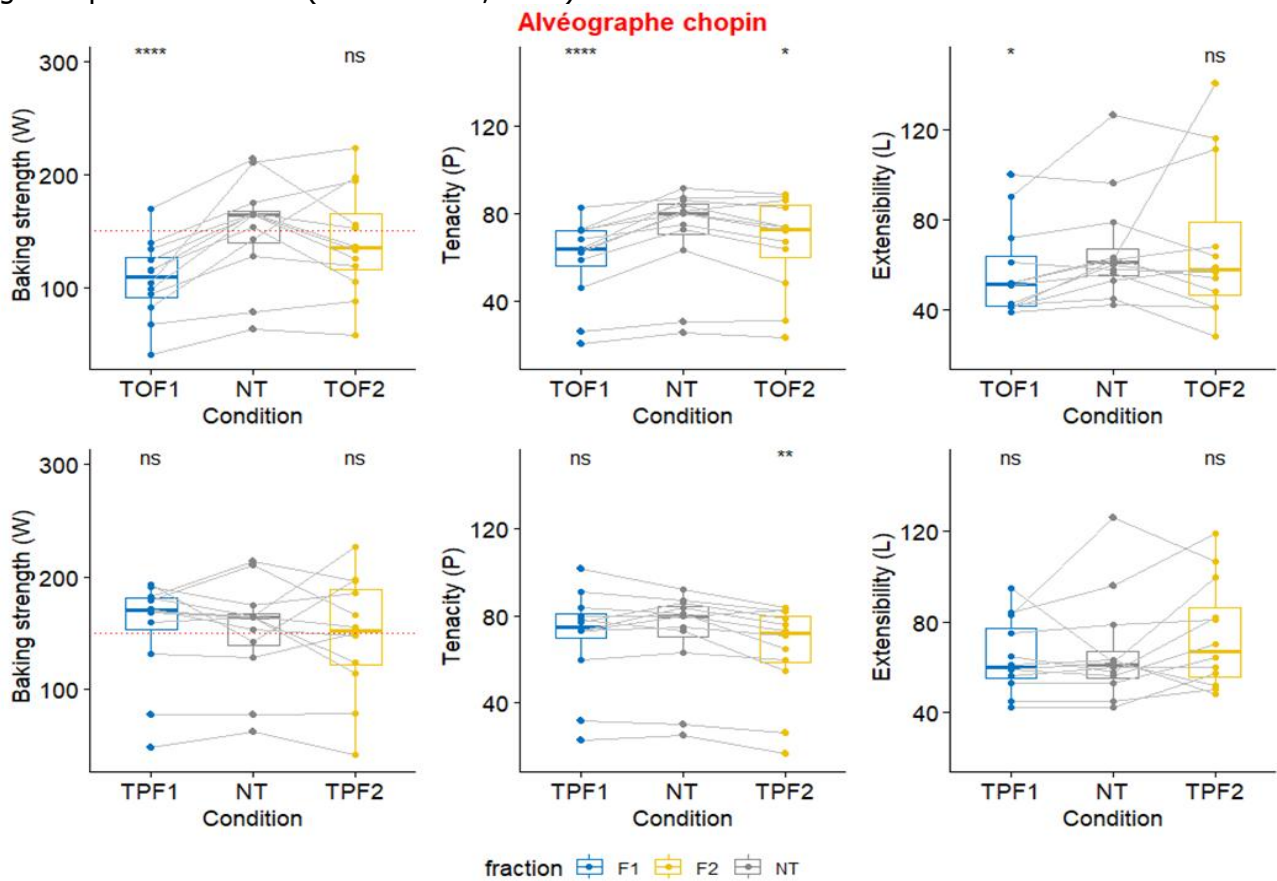 Alvéographe chopin
Baking strength (W)
300
200
100
****
ns
TOF1 NT TOF2
Condition
Tenacity (P)
120
80
40
****
*
TOF1 NT TOF2
Condition
Extensibility (L)
120
80
40
*
ns
TOF1 NT TOF2
Condition
Baking strength (W)
300
200
100
ns
ns
TPF1 NT TPF2
Condition
Tenacity (P)
120
80
40
ns
**
TPF1 NT TPF2
Condition
Extensibility (L)
120
80
40
ns
ns
TPF1 NT TPF2
Condition
fraction F1 F2 NT